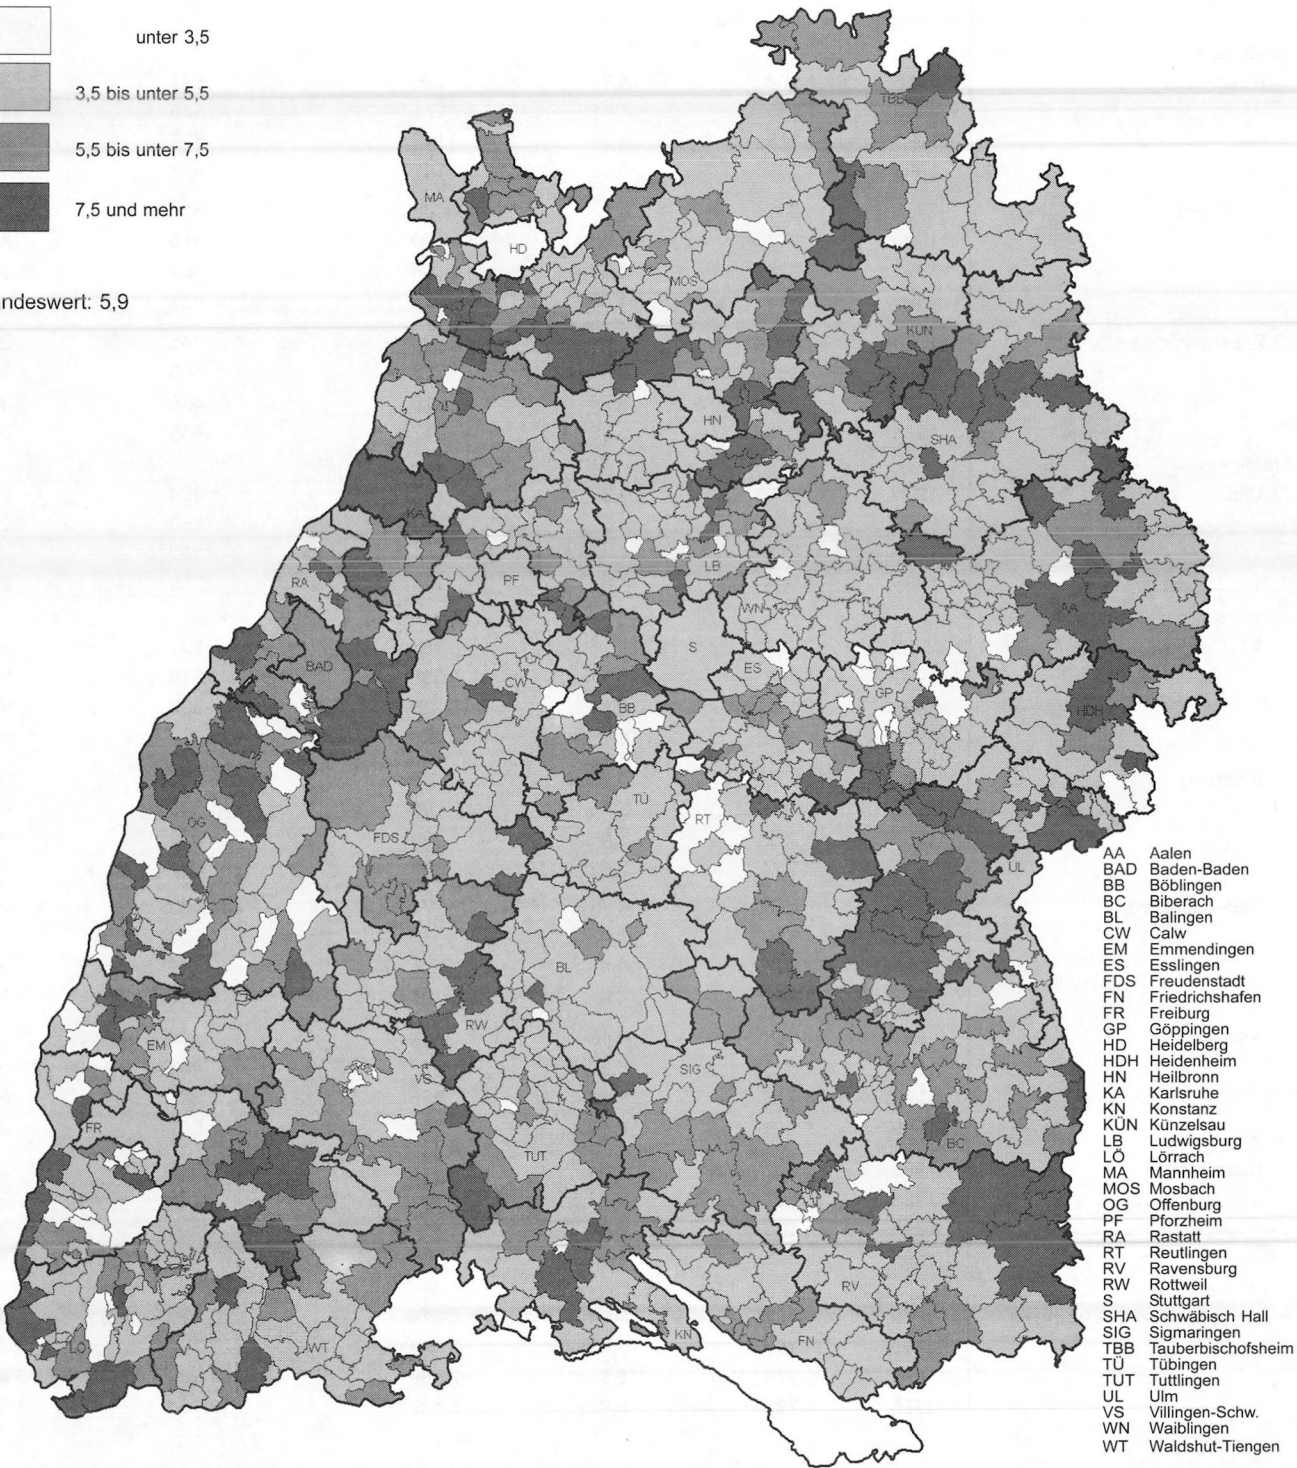 unter 3,5
3,5 bis unter 5,5
5,5 bis unter 7,5
7,5 und mehr
andeswert: 5,9
TBB
MA
HD
MOS
KÜN
HN
SHA
KA
LB
RA
PF
WN
AA
S
BAD
ES
CW
GP
BB
HDH
TÜ
RT
OG
FDS
UL
BL
RW
EM
SIG
VS
FR
BC
TUT
RV
KN
FN
LÖ
WT
AA Aalen
BAD Baden-Baden
BB Böblingen
BC Biberach
BL Balingen
CW Calw
EM Emmendingen
ES Esslingen
FDS Freudenstadt
FN Friedrichshafen
FR Freiburg
GP Göppingen
HD Heidelberg
HDH Heidenheim
HN Heilbronn
KA Karlsruhe
KN Konstanz
KÜN Künzelsau
LB Ludwigsburg
LÖ Lörrach
MA Mannheim
MOS Mosbach
OG Offenburg
PF Pforzheim
RA Rastatt
RT Reutlingen
RV Ravensburg
RW Rottweil
S Stuttgart
SHA Schwäbisch Hall
SIG Sigmaringen
TBB Tauberbischofsheim
TÜ Tübingen
TUT Tuttlingen
UL Ulm
VS Villingen-Schw.
WN Waiblingen
WT Waldshut-Tiengen